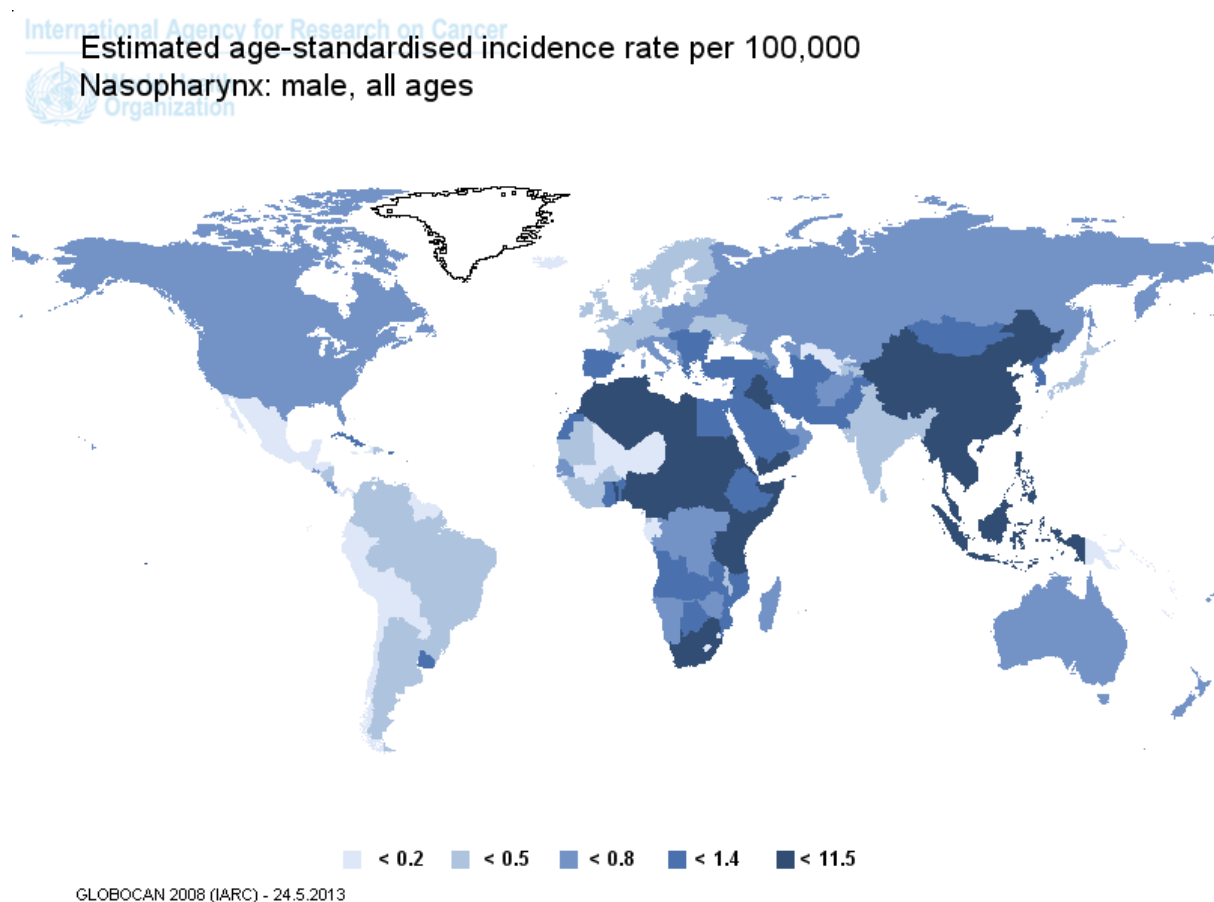 International Agency for Research on Cancer
Estimated age-standardised incidence rate per 100,000
Nasopharynx: male, all ages
Organization
< 0.2 < 0.5 < 0.8 < 1.4 < 11.5
GLOBOCAN 2008 (IARC) - 24.5.2013